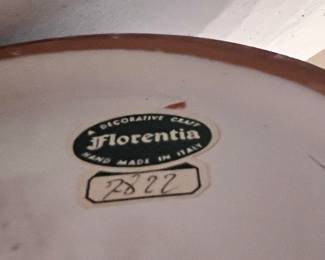 A DECORATIVE CRAFT
Florentia
HAND MADE IN ITALY
2822